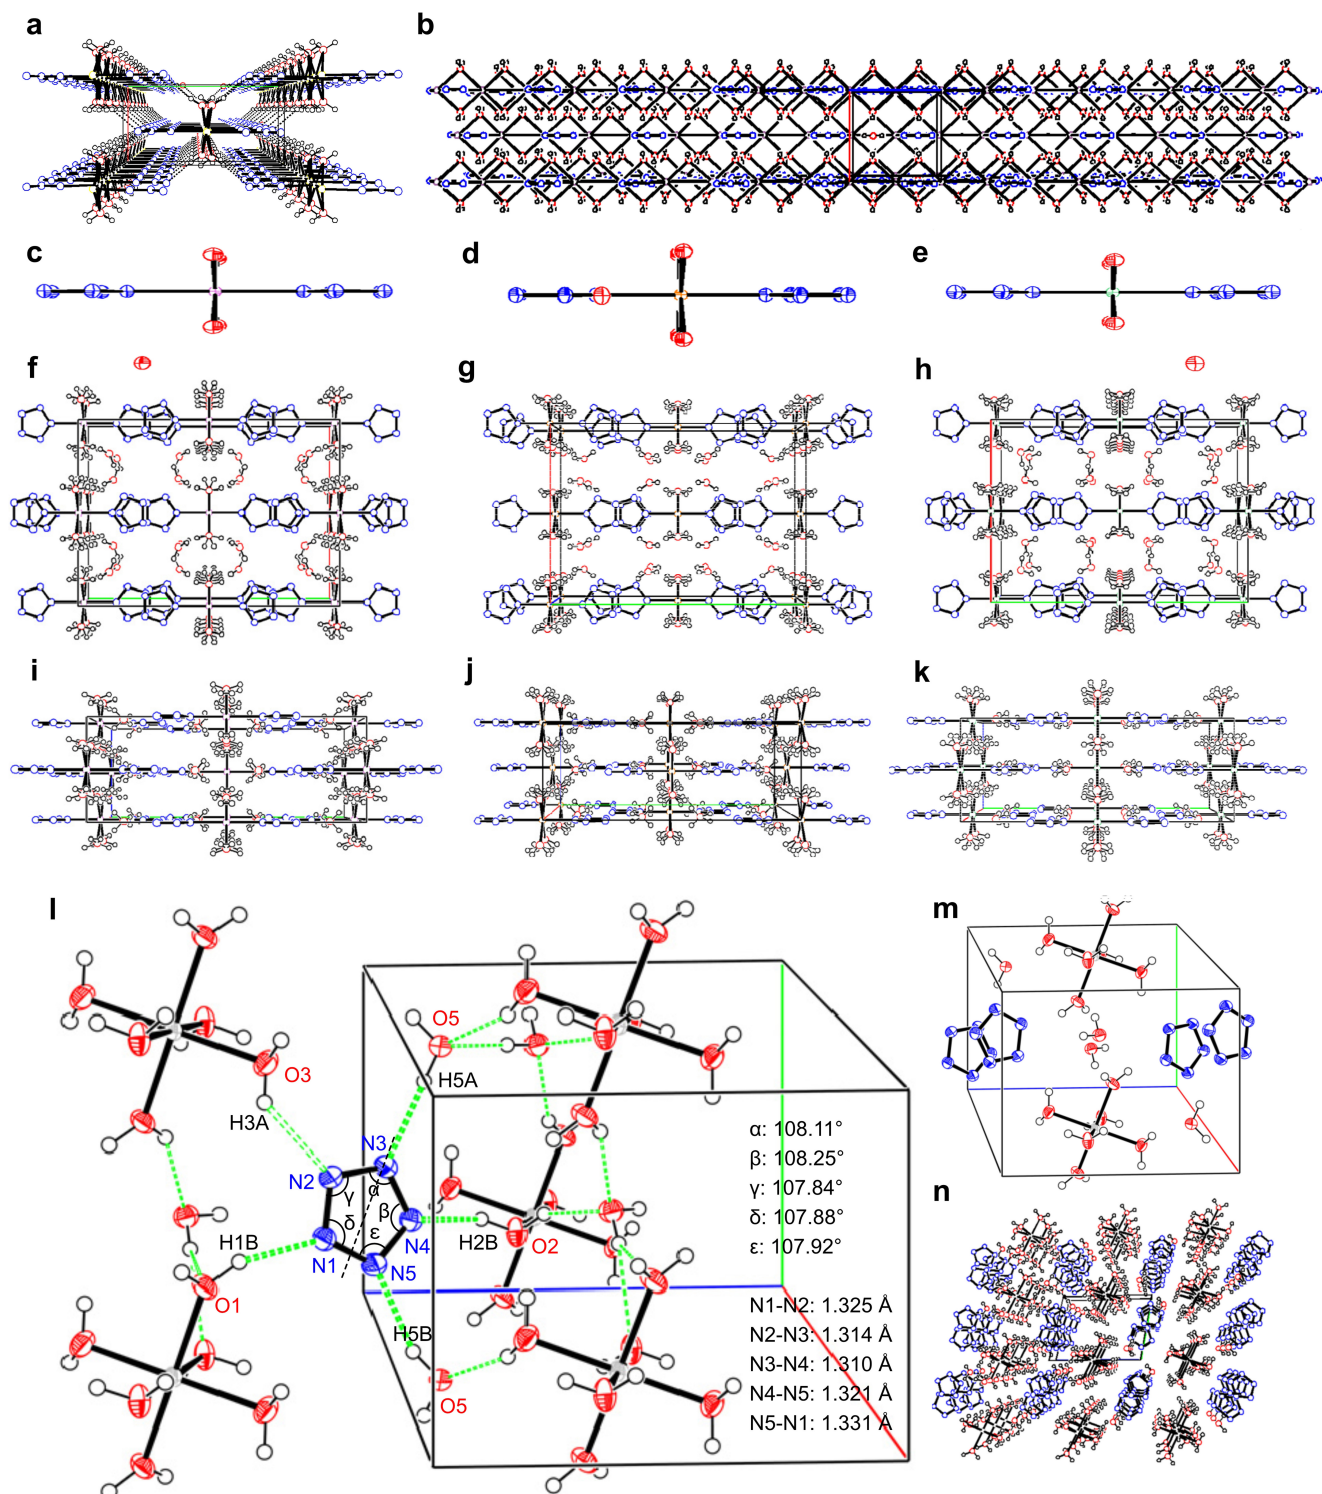 a
b
c
d
e
f
g
h
i
j
k
l
m
O5
H5A
O3
H3A
N3
α: 108.11°
β: 108.25°
γ: 107.84°
δ: 107.88°
ε: 107.92°
N2
α
γ
β
δ
ε
n
H1B
N1
N4
H2B
O2
N5
O1
N1-N2: 1.325 Å
N2-N3: 1.314 Å
N3-N4: 1.310 Å
N4-N5: 1.321 Å
N5-N1: 1.331 Å
H5B
O5